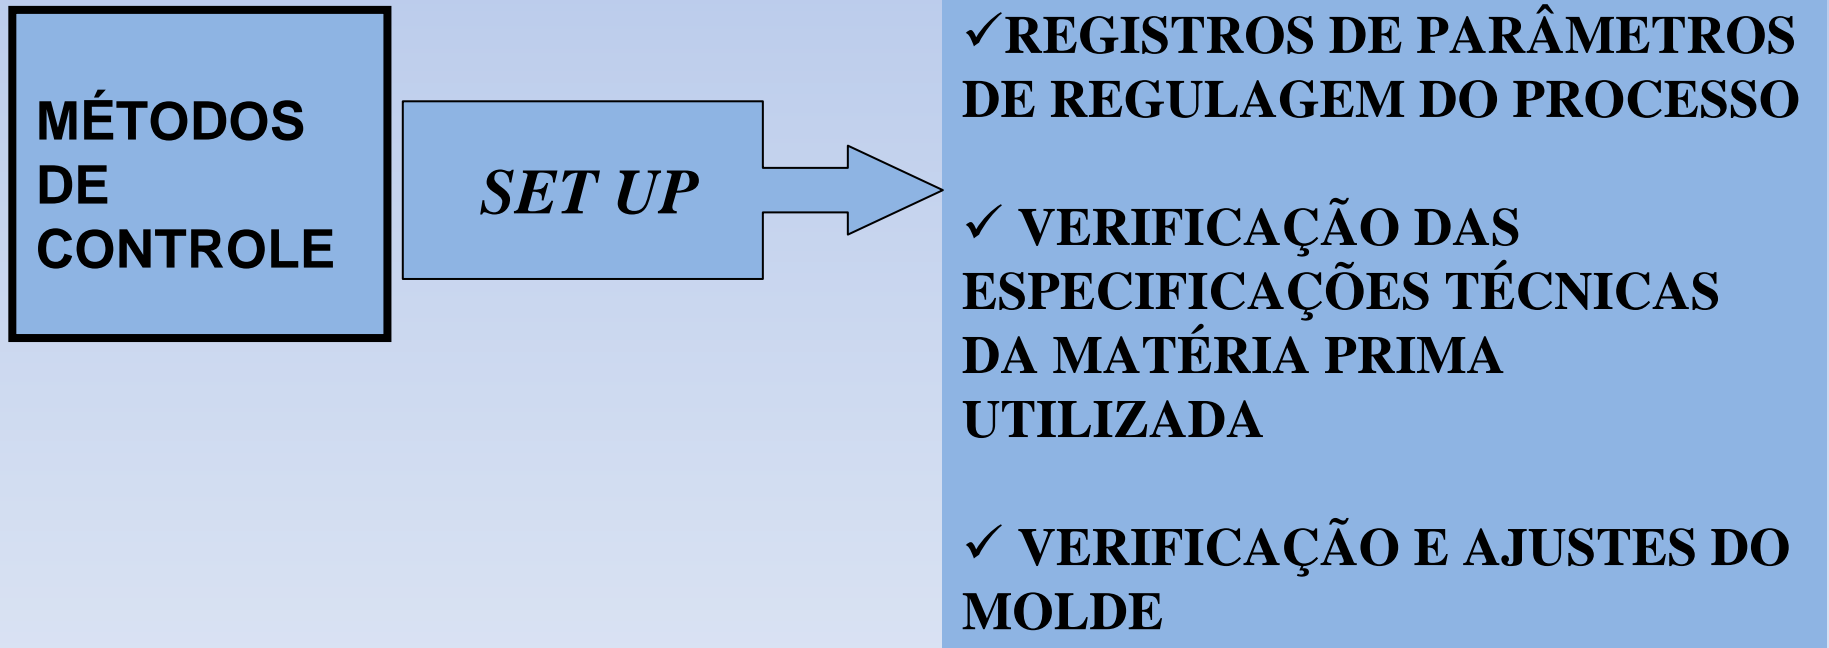 MÉTODOS
DE
CONTROLE
SET UP
✓REGISTROS DE PARÂMETROS
DE REGULAGEM DO PROCESSO
✓ VERIFICAÇÃO DAS
ESPECIFICAÇÕES TÉCNICAS
DA MATÉRIA PRIMA
UTILIZADA
✓ VERIFICAÇÃO E AJUSTES DO
MOLDE